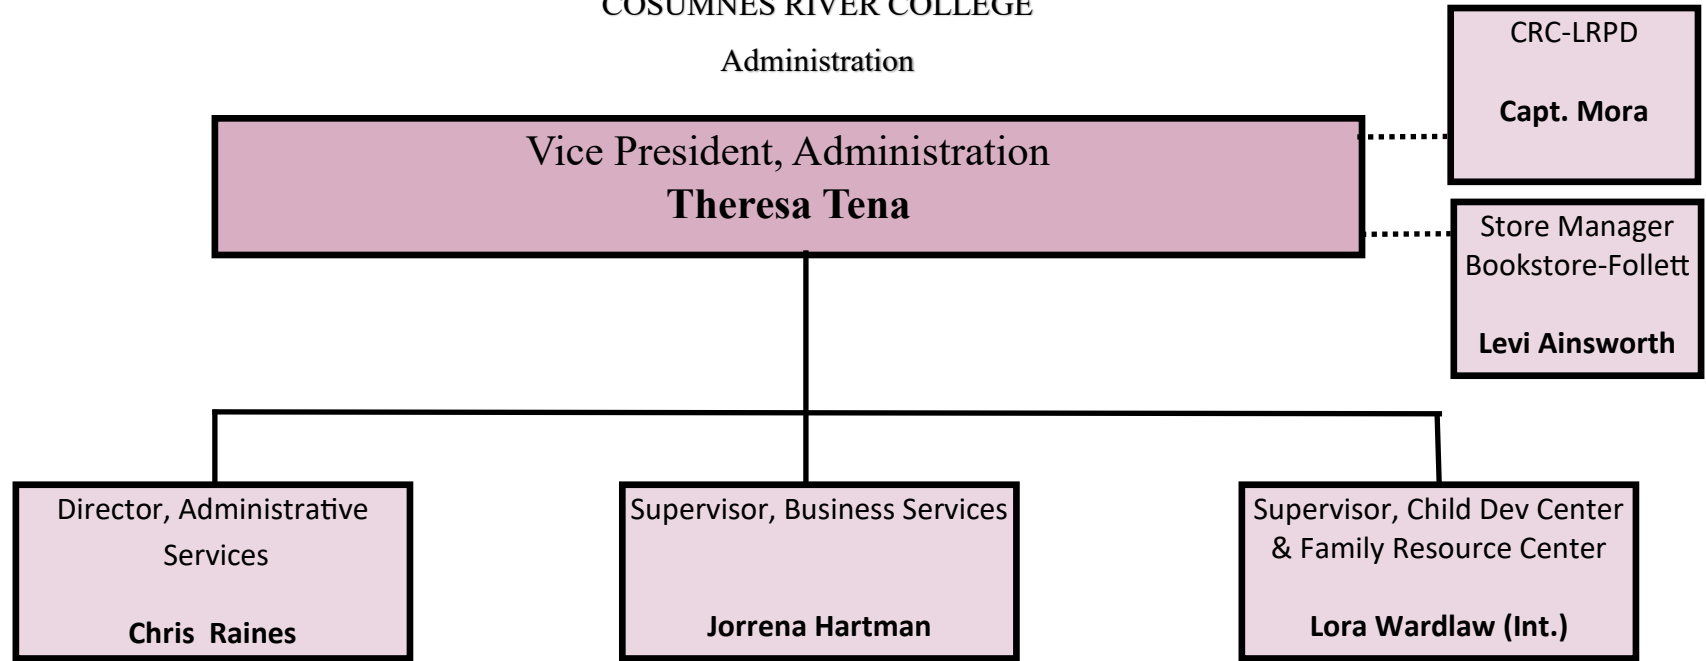 COSUMNES RIVER COLLEGE
Administration
CRC-LRPD
Capt. Mora
Vice President, Administration
Theresa Tena
Store Manager
Bookstore-Follett
Levi Ainsworth
Director, Administrative
Services
Chris Raines
Supervisor, Business Services
Jorrena Hartman
Supervisor, Child Dev Center
& Family Resource Center
Lora Wardlaw (Int.)